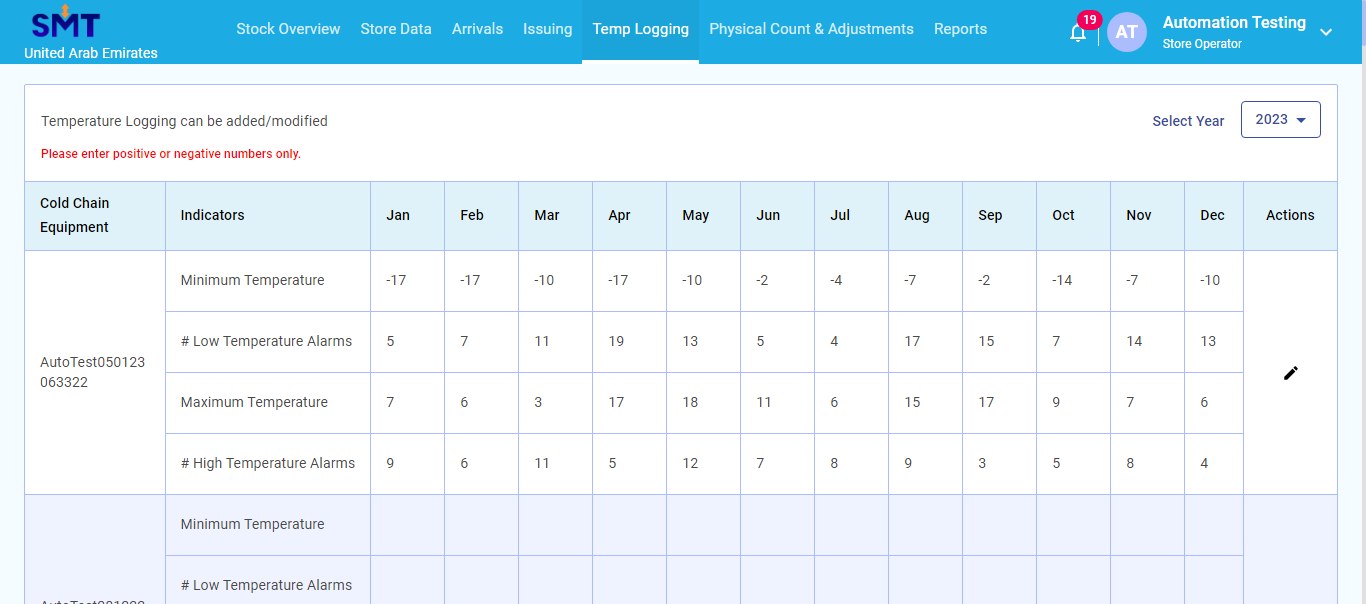 SMT
United Arab Emirates
Stock Overview Store Data Arrivals Issuing Temp Logging Physical Count & Adjustments Reports
19
AT
Automation Testing
Store Operator
Temperature Logging can be added/modified
Select Year 2023
Please enter positive or negative numbers only.
Cold Chain Equipment Indicators Jan Feb Mar Apr May Jun Jul Aug Sep Oct Nov Dec Actions
AutoTest050123
063322
Minimum Temperature -17 -17 -10 -17 -10 -2 -4 -7 -2 -14 -7 -10
# Low Temperature Alarms 5 7 11 19 13 5 4 17 15 7 14 13
Maximum Temperature 7 6 3 17 18 11 6 15 17 9 7 6
# High Temperature Alarms 9 6 11 5 12 7 8 9 3 5 8 4
Minimum Temperature
# Low Temperature Alarms